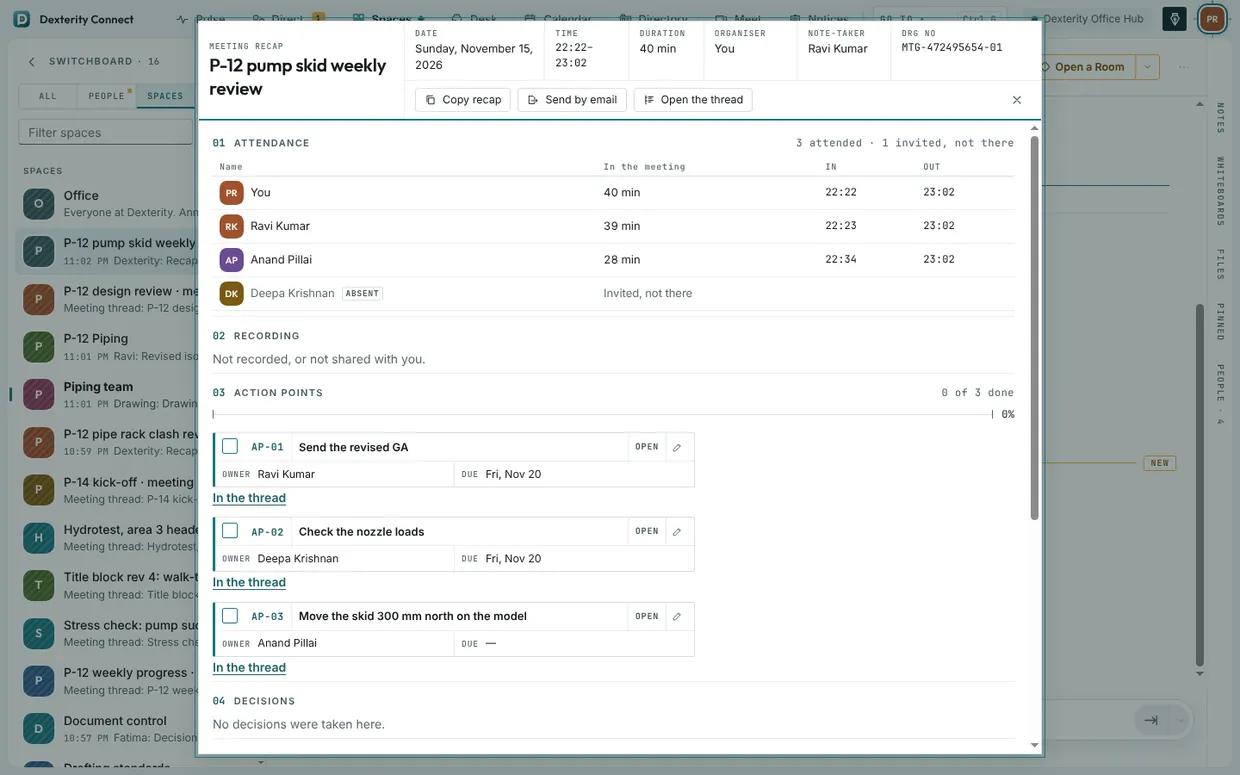 Dexterity Connect
Pulse
Direct
Spaces
Desk
Calendar
Directory
Meet
Notices
GO TO
Ctrl G
Dexterity Office Hub
PR
SWITCHBOARD · 16
ALL
PEOPLE
SPACES
Filter spaces
SPACES
O
Office
Everyone at Dexterity. Ann
P
P-12 pump skid weekly
11:02 PM Dexterity: Recap
P
P-12 design review · me
Meeting thread: P-12 desig
P
P-12 Piping
11:01 PM Ravi: Revised iso
P
Piping team
11:01 PM Drawing: Drawin
P
P-12 pipe rack clash rev
10:59 PM Dexterity: Recap
P
P-14 kick-off · meeting
Meeting thread: P-14 kick-
H
Hydrotest, area 3 heade
Meeting thread: Hydrotest,
T
Title block rev 4: walk-t
Meeting thread: Title block
S
Stress check: pump suc
Meeting thread: Stress che
P
P-12 weekly progress ·
Meeting thread: P-12 week
D
Document control
10:57 PM Fatima: Decision
Drafting standards
MEETING RECAP
P-12 pump skid weekly
review
DATE
Sunday, November 15,
2026
TIME
22:22–
23:02
DURATION
40 min
ORGANISER
You
NOTE-TAKER
Ravi Kumar
DRG NO
MTG-472495654-01
Copy recap
Send by email
Open the thread
01 ATTENDANCE
3 attended · 1 invited, not there
Name In the meeting IN OUT
PR You 40 min 22:22 23:02
RK Ravi Kumar 39 min 22:23 23:02
AP Anand Pillai 28 min 22:34 23:02
DK Deepa Krishnan ABSENT Invited, not there
02 RECORDING
Not recorded, or not shared with you.
03 ACTION POINTS
0 of 3 done
0%
AP-01 Send the revised GA OPEN
OWNER Ravi Kumar DUE Fri, Nov 20
In the thread
AP-02 Check the nozzle loads OPEN
OWNER Deepa Krishnan DUE Fri, Nov 20
In the thread
AP-03 Move the skid 300 mm north on the model OPEN
OWNER Anand Pillai DUE —
In the thread
04 DECISIONS
No decisions were taken here.
Open a Room
NEW
NOTES
WHITEBOARDS
FILES
PINNED
PEOPLE · 4